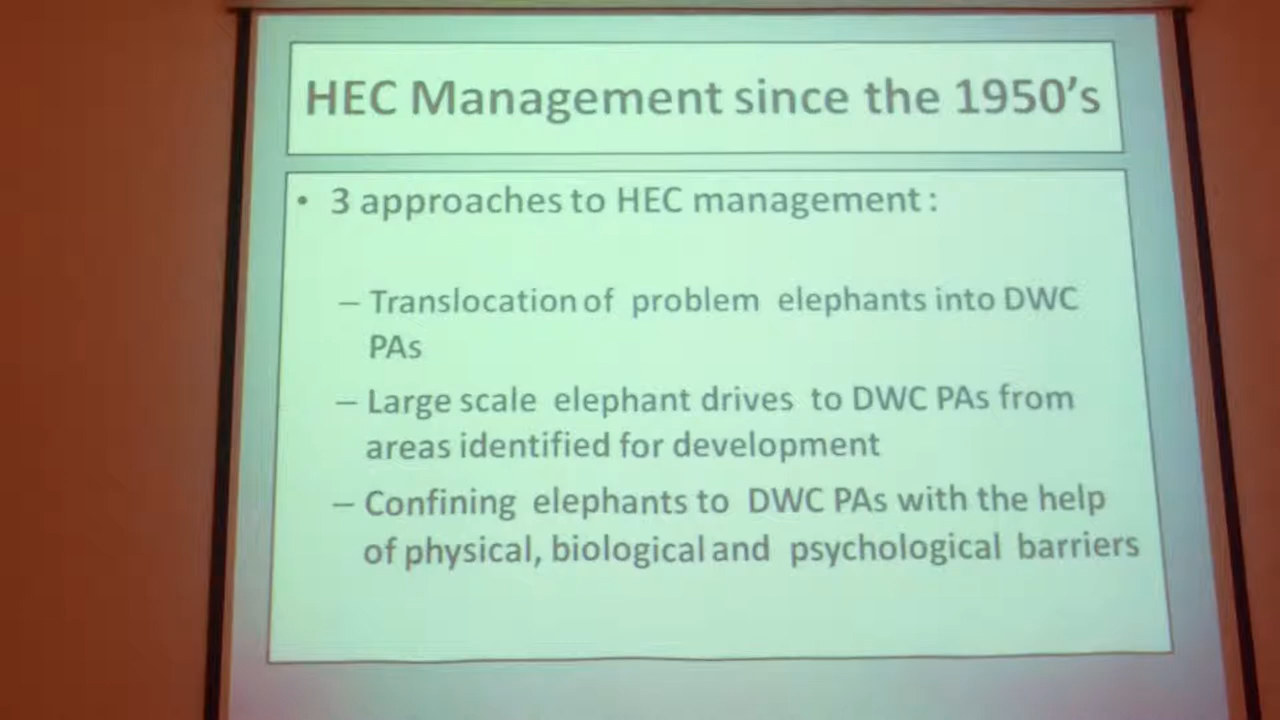 HEC Management since the 1950's
• 3 approaches to HEC management :
– Translocation of problem elephants into DWC
PAs
– Large scale elephant drives to DWC PAs from
areas identified for development
– Confining elephants to DWC PAs with the help
of physical, biological and psychological barriers